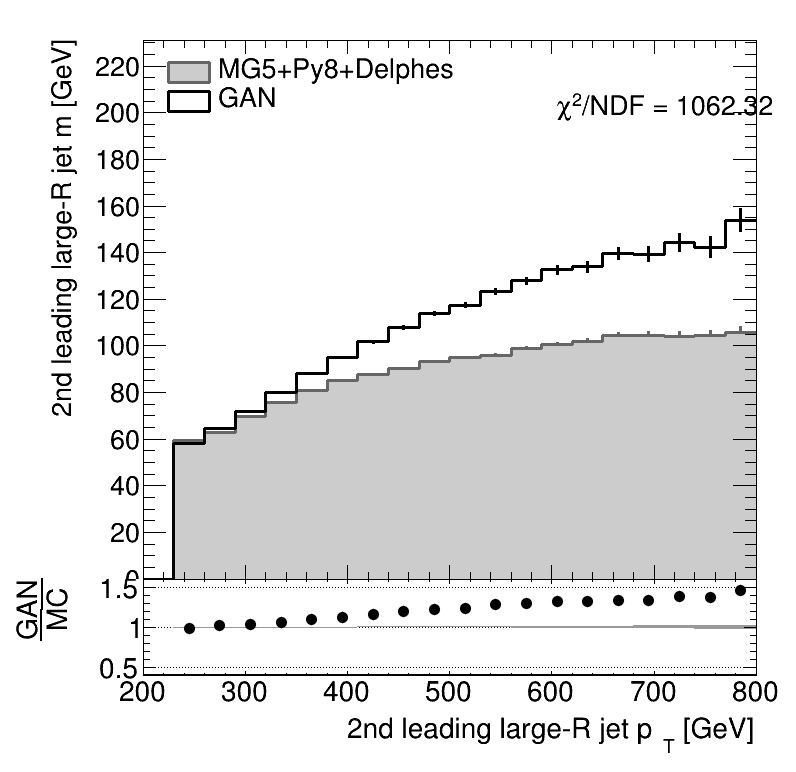 2nd leading large-R jet m [GeV]
220
200
180
160
140
120
100
80
60
40
20
0
MG5+Py8+Delphes
GAN
χ²/NDF = 1062.32
GAN
MC
1.5
1
0.5
200 300 400 500 600 700 800
2nd leading large-R jet p T [GeV]